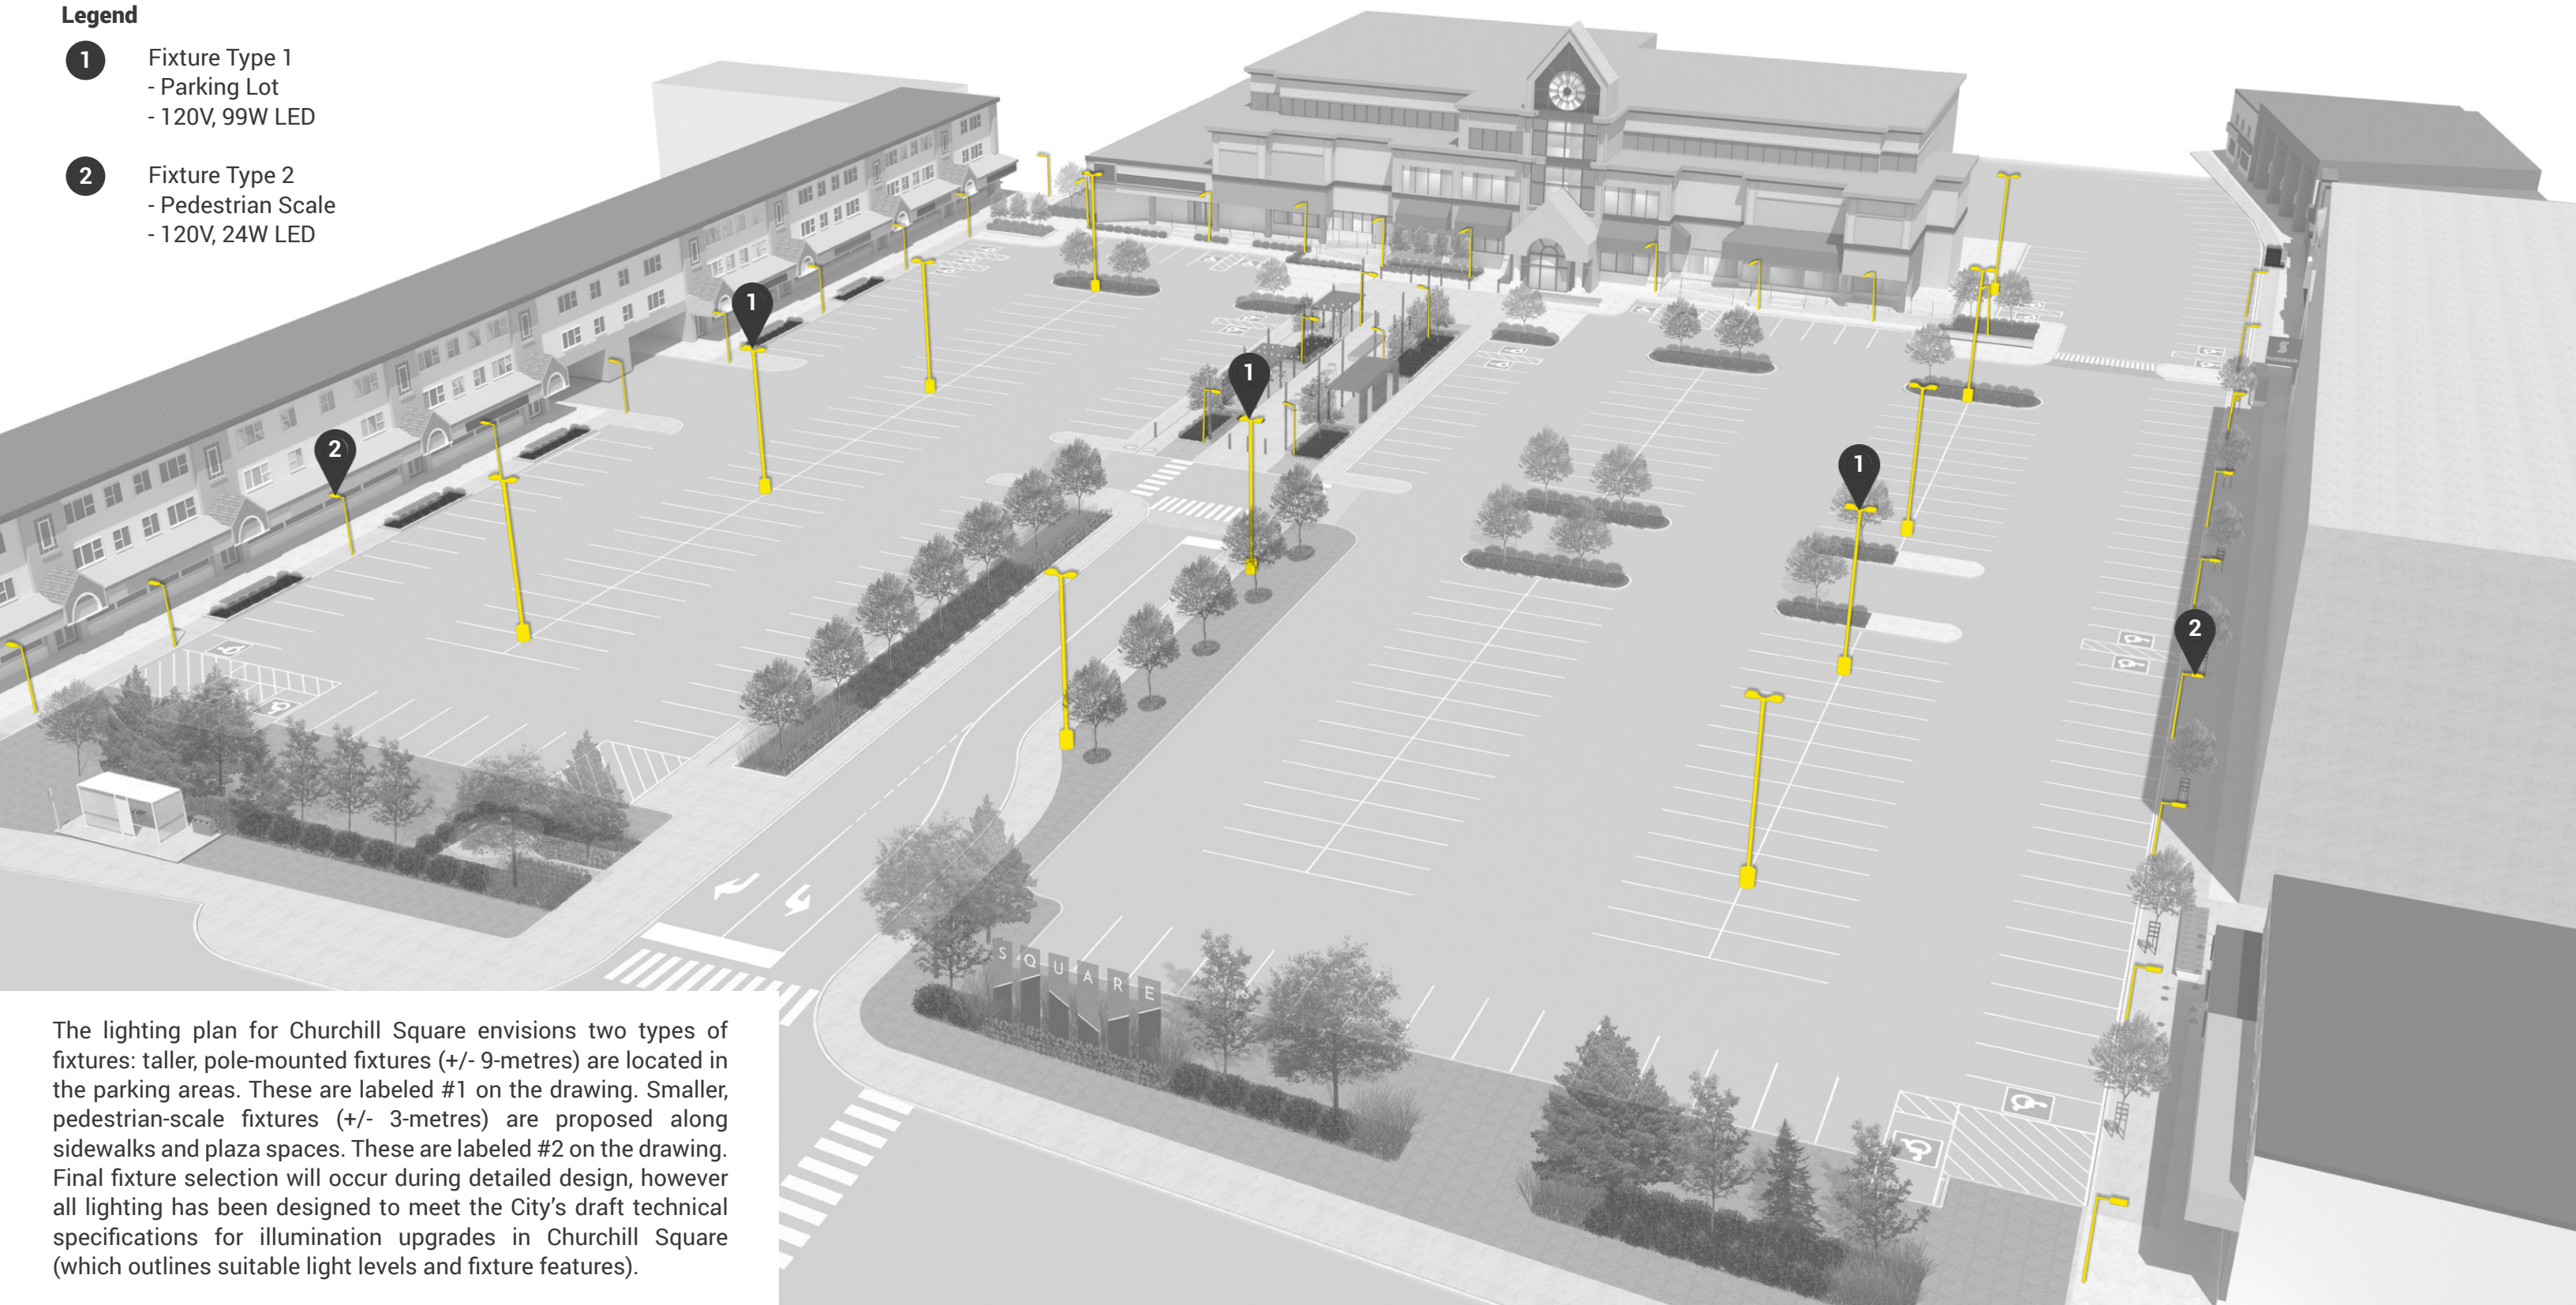 Legend
1
Fixture Type 1
- Parking Lot
- 120V, 99W LED
2
Fixture Type 2
- Pedestrian Scale
- 120V, 24W LED
1
1
2
1
2
SQUARE
The lighting plan for Churchill Square envisions two types of
fixtures: taller, pole-mounted fixtures (+/- 9-metres) are located in
the parking areas. These are labeled #1 on the drawing. Smaller,
pedestrian-scale fixtures (+/- 3-metres) are proposed along
sidewalks and plaza spaces. These are labeled #2 on the drawing.
Final fixture selection will occur during detailed design, however
all lighting has been designed to meet the City’s draft technical
specifications for illumination upgrades in Churchill Square
(which outlines suitable light levels and fixture features).